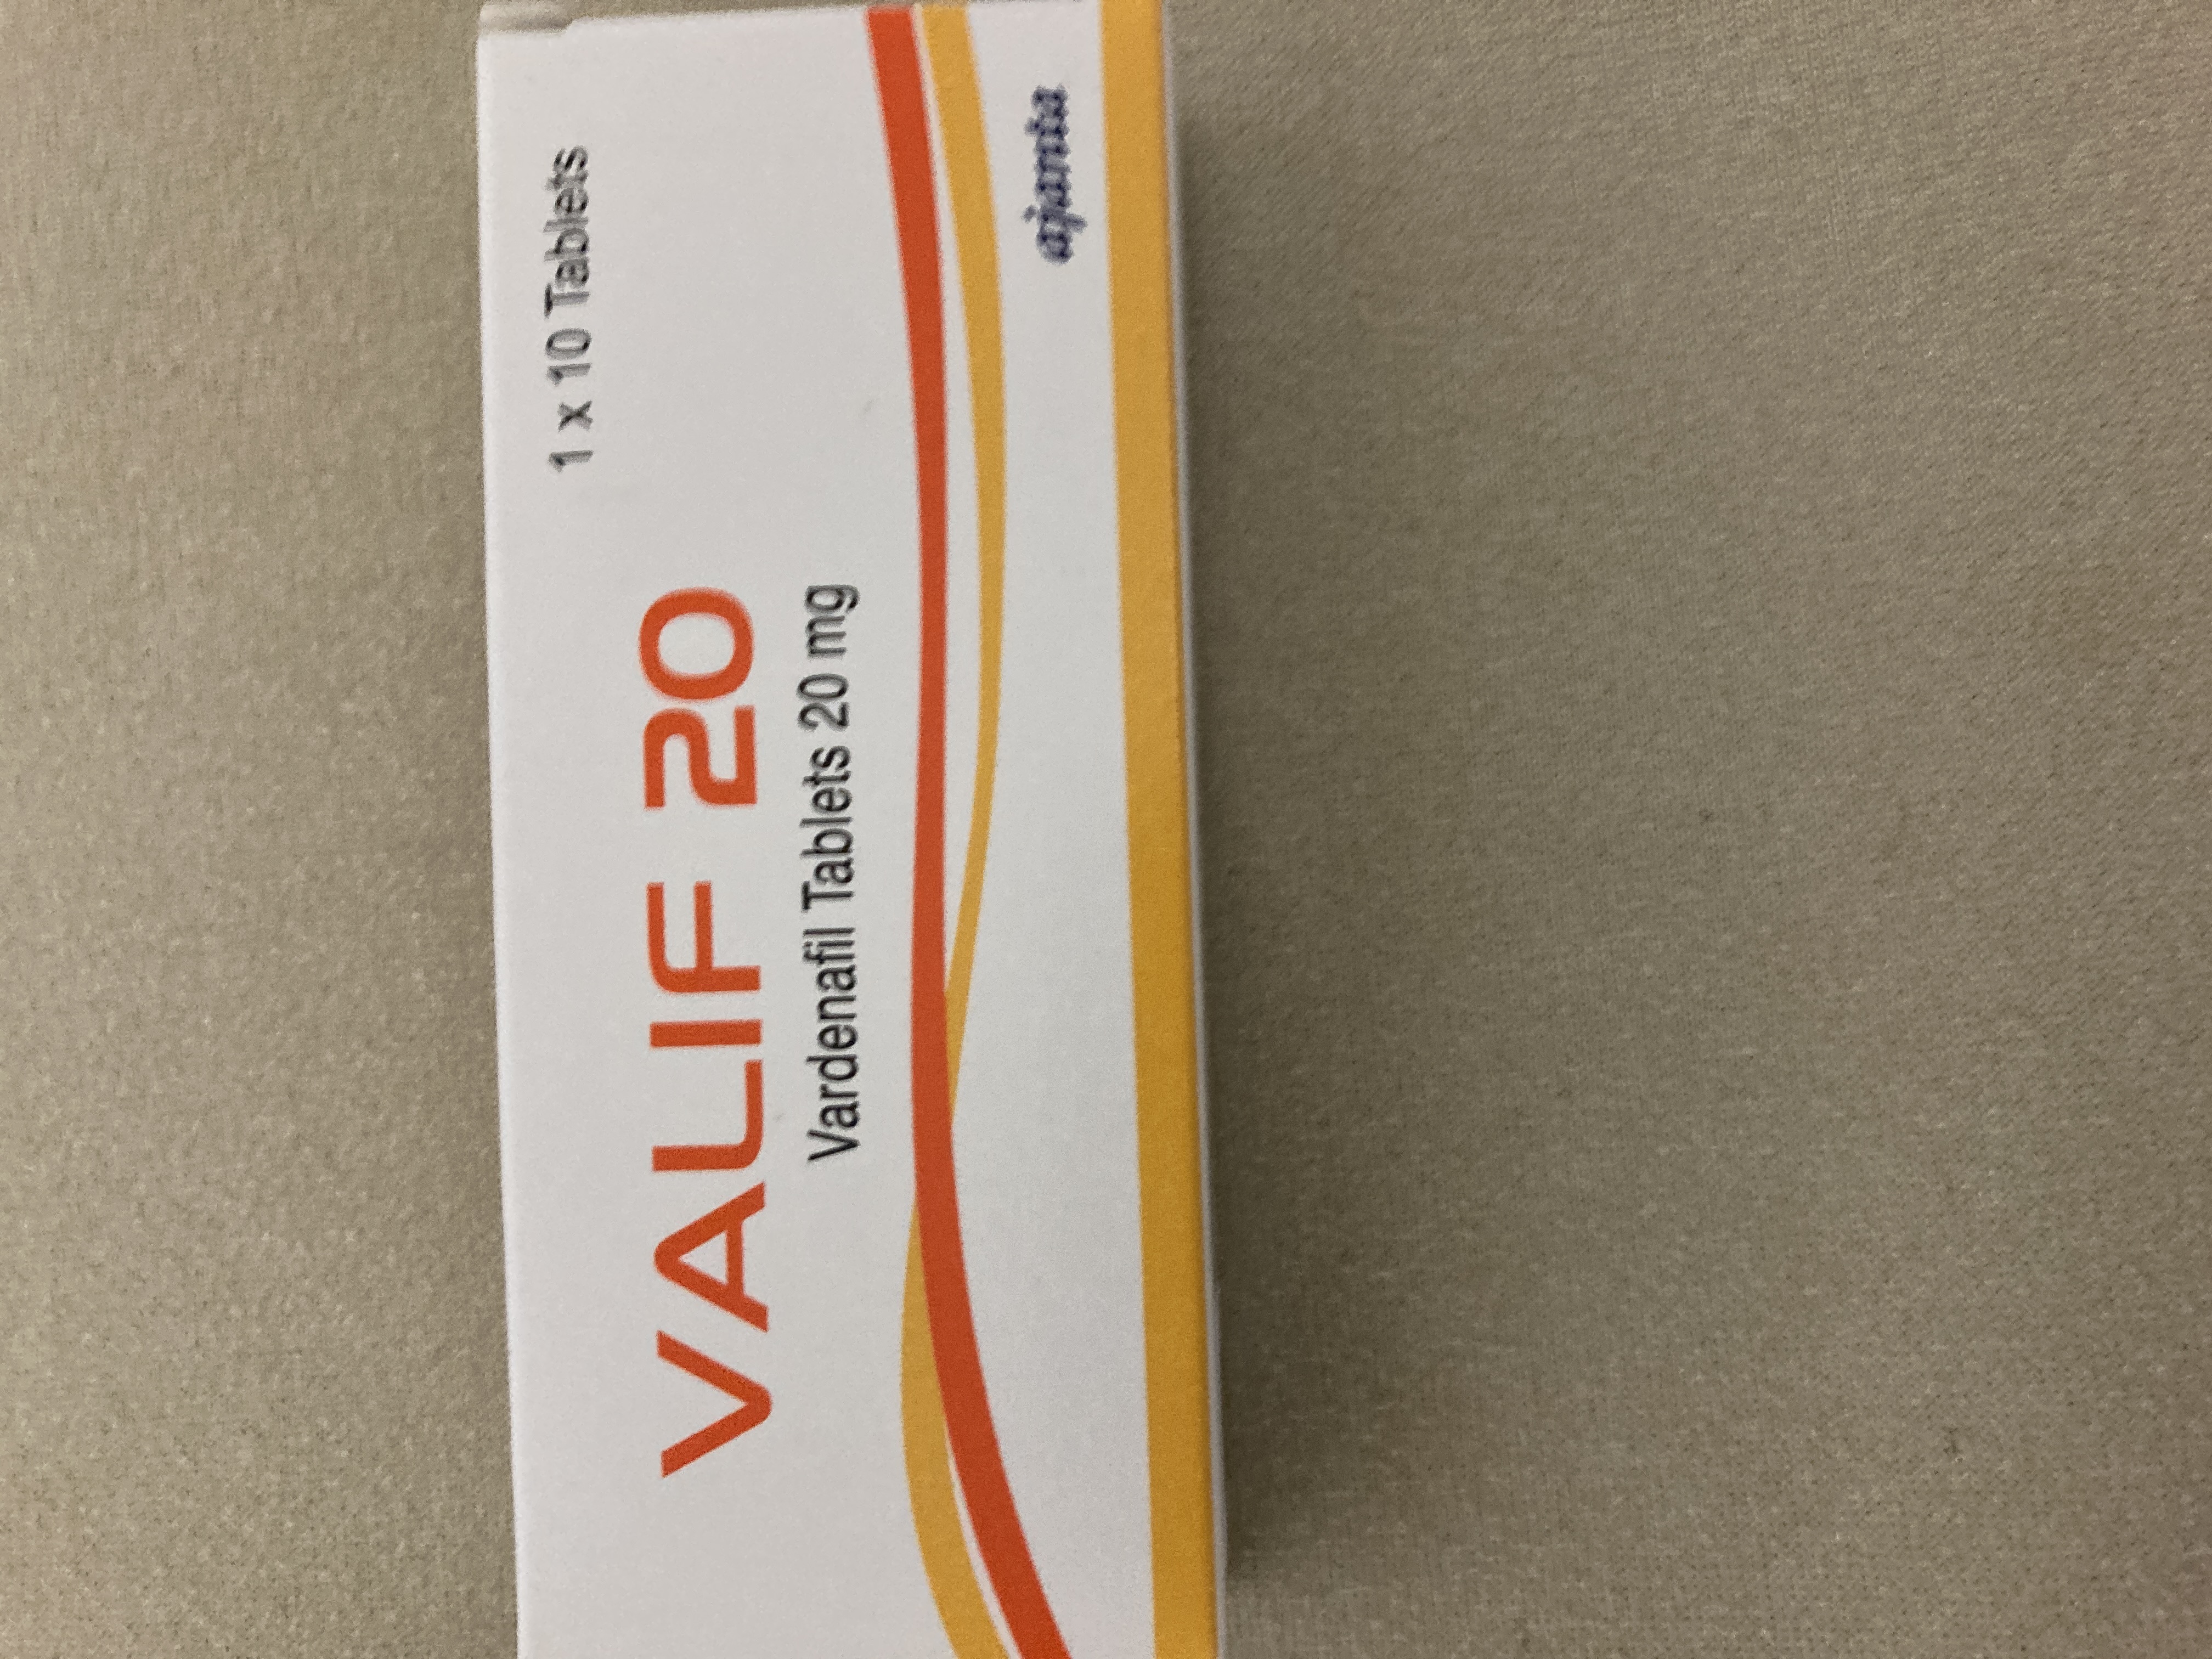 1 x 10 Tablets
VALIF 20
Vardenafil Tablets 20 mg
ajanta